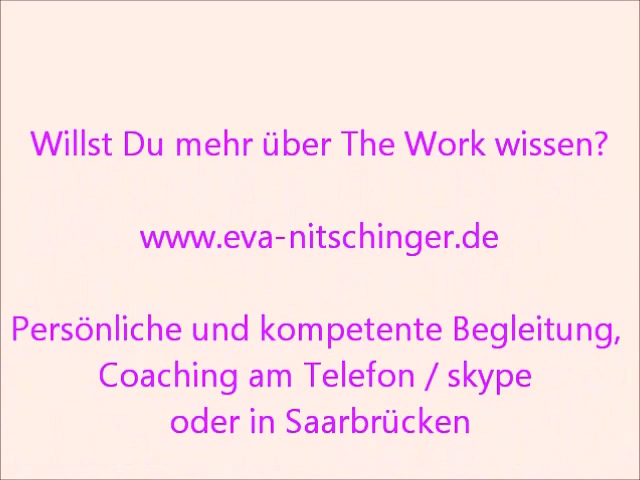 Willst Du mehr über The Work wissen?
www.eva-nitschinger.de
Persönliche und kompetente Begleitung,
Coaching am Telefon / skype
oder in Saarbrücken